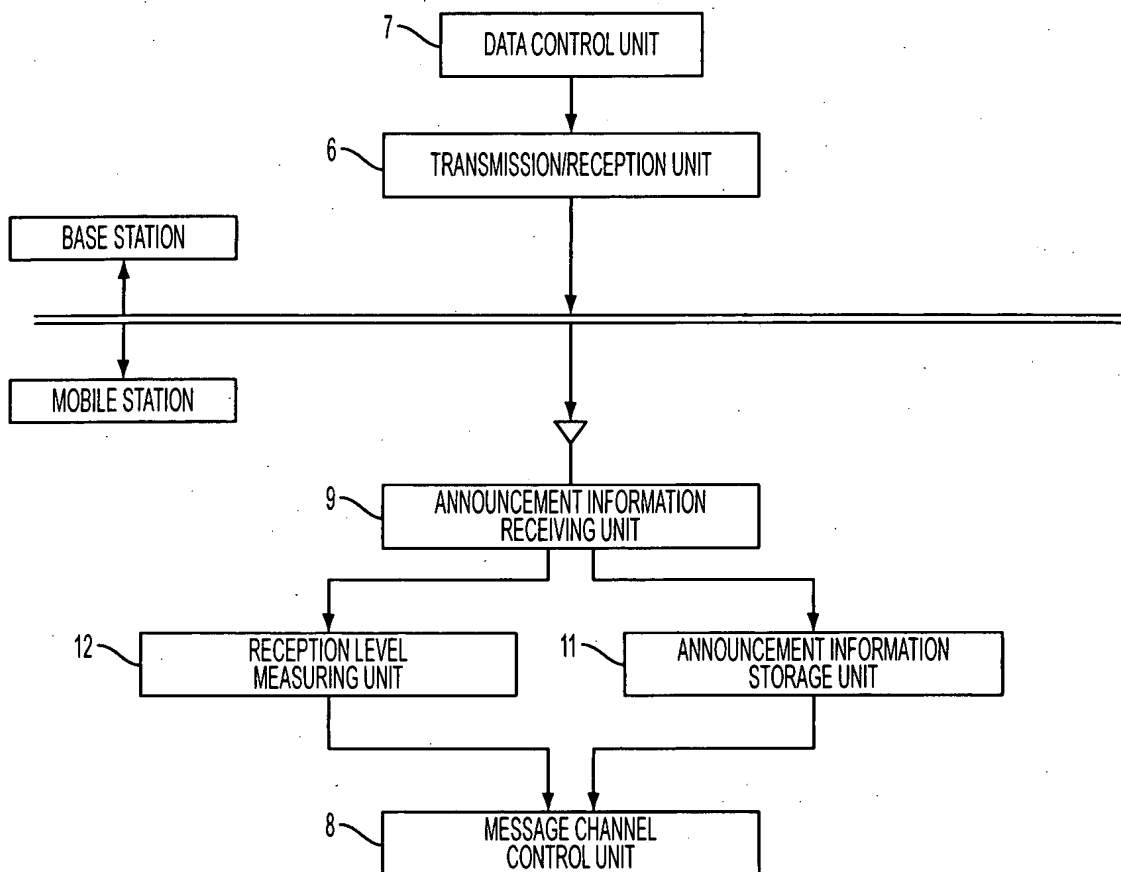 7
DATA CONTROL UNIT
6
TRANSMISSION/RECEPTION UNIT
BASE STATION
MOBILE STATION
9
ANNOUNCEMENT INFORMATION
RECEIVING UNIT
12
RECEPTION LEVEL
MEASURING UNIT
11
ANNOUNCEMENT INFORMATION
STORAGE UNIT
8
MESSAGE CHANNEL
CONTROL UNIT